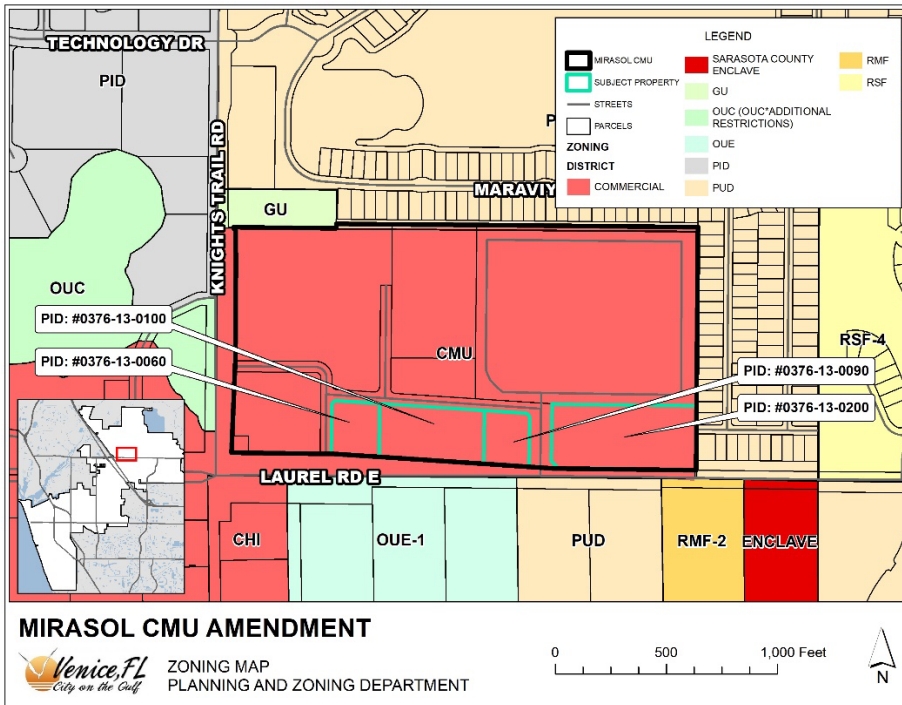 TECHNOLOGY DR
PID
KNIGHTS TRAIL RD
P
MARAVIY
GU
OUC
PID: #0376-13-0100
PID: #0376-13-0060
CMU
PID: #0376-13-0090
PID: #0376-13-0200
RSF-4
LAUREL RD E
CHI
OUE-1
PUD
RMF-2
ENCLAVE
LEGEND
MIRASOL CMU
SUBJECT PROPERTY
STREETS
PARCELS
ZONING
DISTRICT
COMMERCIAL
SARASOTA COUNTY
ENCLAVE
GU
OUC (OUC*ADDITIONAL
RESTRICTIONS)
OUE
PID
PUD
RMF
RSF
MIRASOL CMU AMENDMENT
Venice, FL
City on the Gulf
ZONING MAP
PLANNING AND ZONING DEPARTMENT
0 500 1,000 Feet
N